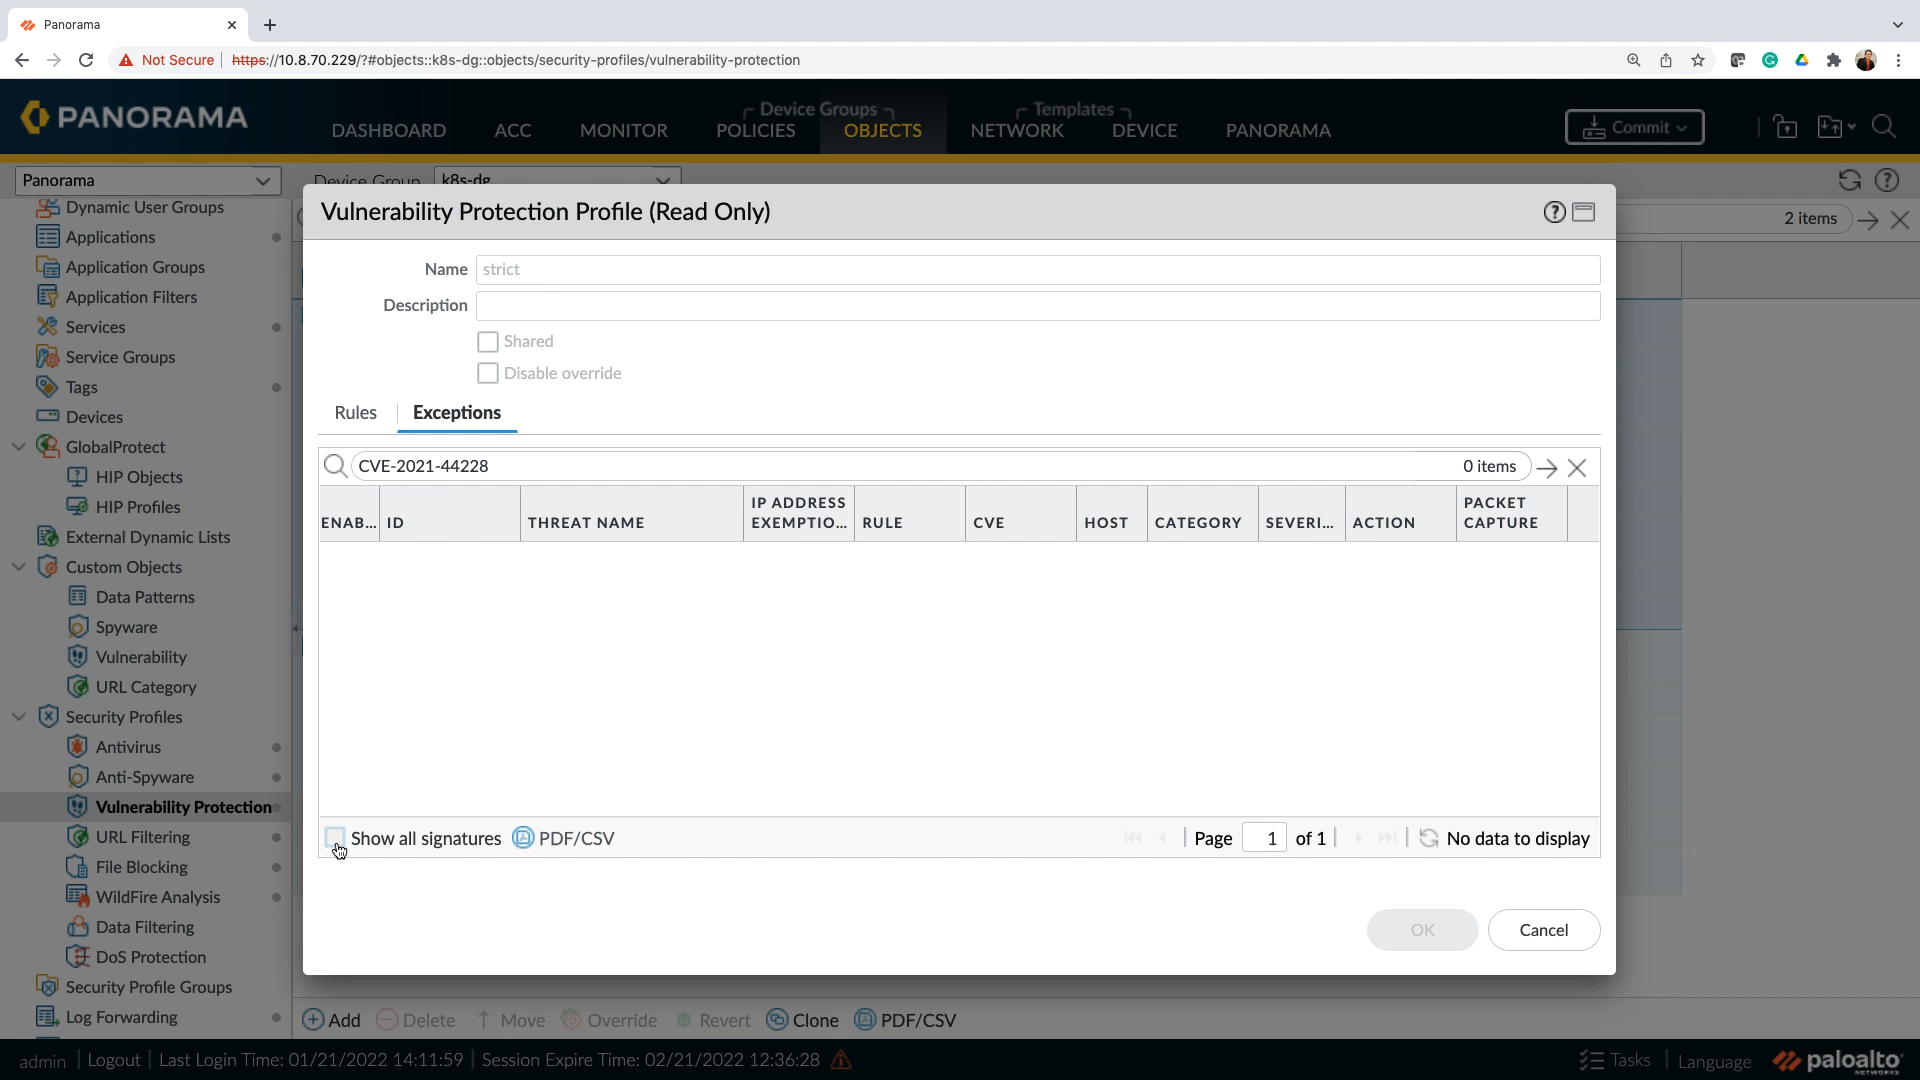 Panorama
Not Secure
https://10.8.70.229/?#objects::k8s-dg::objects/security-profiles/vulnerability-protection
PANORAMA
DASHBOARD
ACC
MONITOR
Device Groups
POLICIES
OBJECTS
Templates
NETWORK
DEVICE
PANORAMA
Commit
Panorama
Device Group
k8s-dg
Dynamic User Groups
Applications
Application Groups
Application Filters
Services
Service Groups
Tags
Devices
GlobalProtect
HIP Objects
HIP Profiles
External Dynamic Lists
Custom Objects
Data Patterns
Spyware
Vulnerability
URL Category
Security Profiles
Antivirus
Anti-Spyware
Vulnerability Protection
URL Filtering
File Blocking
WildFire Analysis
Data Filtering
DoS Protection
Security Profile Groups
Log Forwarding
2 items
Vulnerability Protection Profile (Read Only)
Name
strict
Description
Shared
Disable override
Rules
Exceptions
CVE-2021-44228
0 items
ENAB...
ID
THREAT NAME
IP ADDRESS
EXEMPTIO...
RULE
CVE
HOST
CATEGORY
SEVERI...
ACTION
PACKET
CAPTURE
Show all signatures
PDF/CSV
Page
1
of 1
No data to display
OK
Cancel
Add
Delete
Move
Override
Revert
Clone
PDF/CSV
admin
Logout
Last Login Time: 01/21/2022 14:11:59
Session Expire Time: 02/21/2022 12:36:28
Tasks
Language
paloalto
NETWORKS